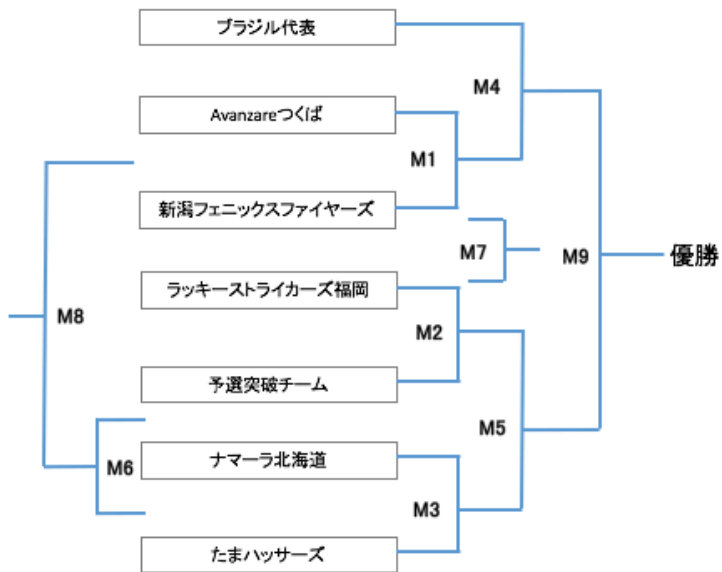 ブラジル代表
M4
Avanzareつくば
M1
新潟フェニックスファイヤーズ
M7
M9
優勝
ラッキーストライカーズ福岡
M8
M2
予選突破チーム
M5
ナマーラ北海道
M6
M3
たまハッサーズ